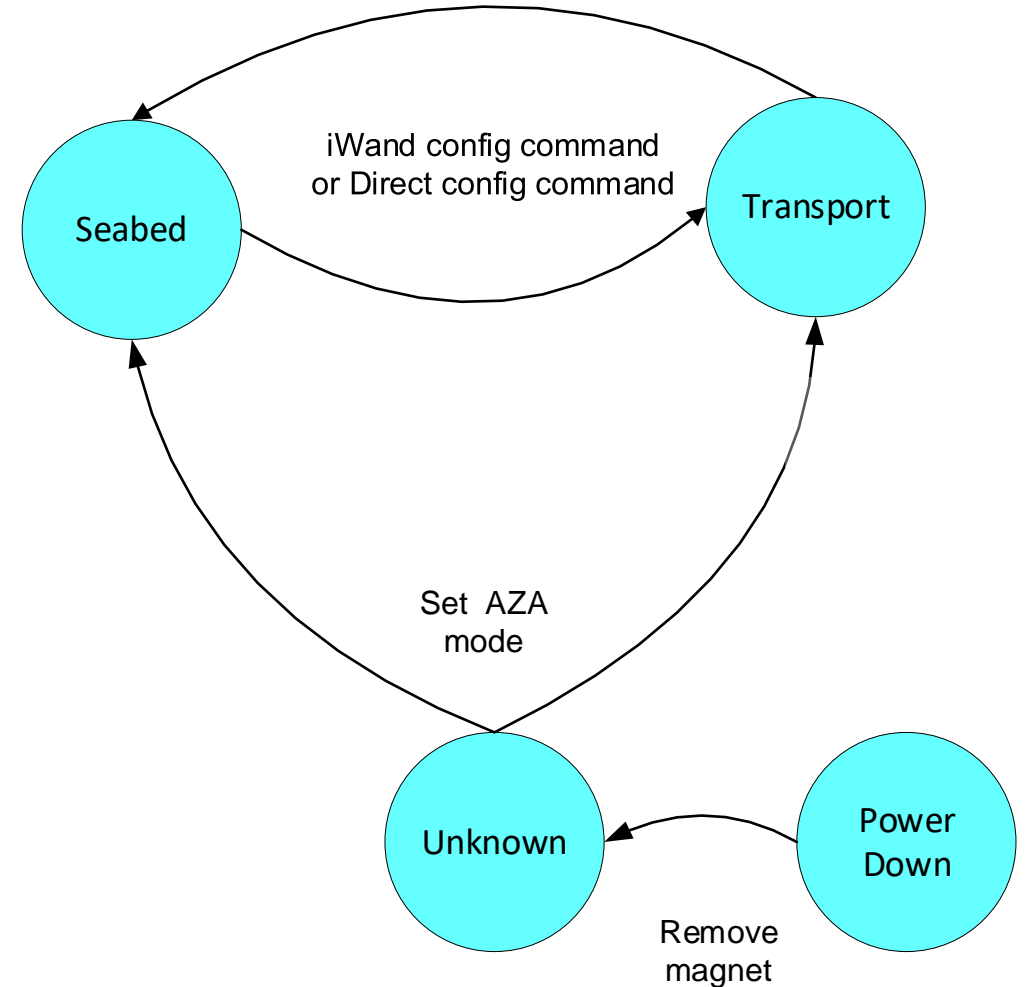 iWand config command
or Direct config command
Seabed
Transport
Set AZA
mode
Unknown
Power
Down
Remove
magnet